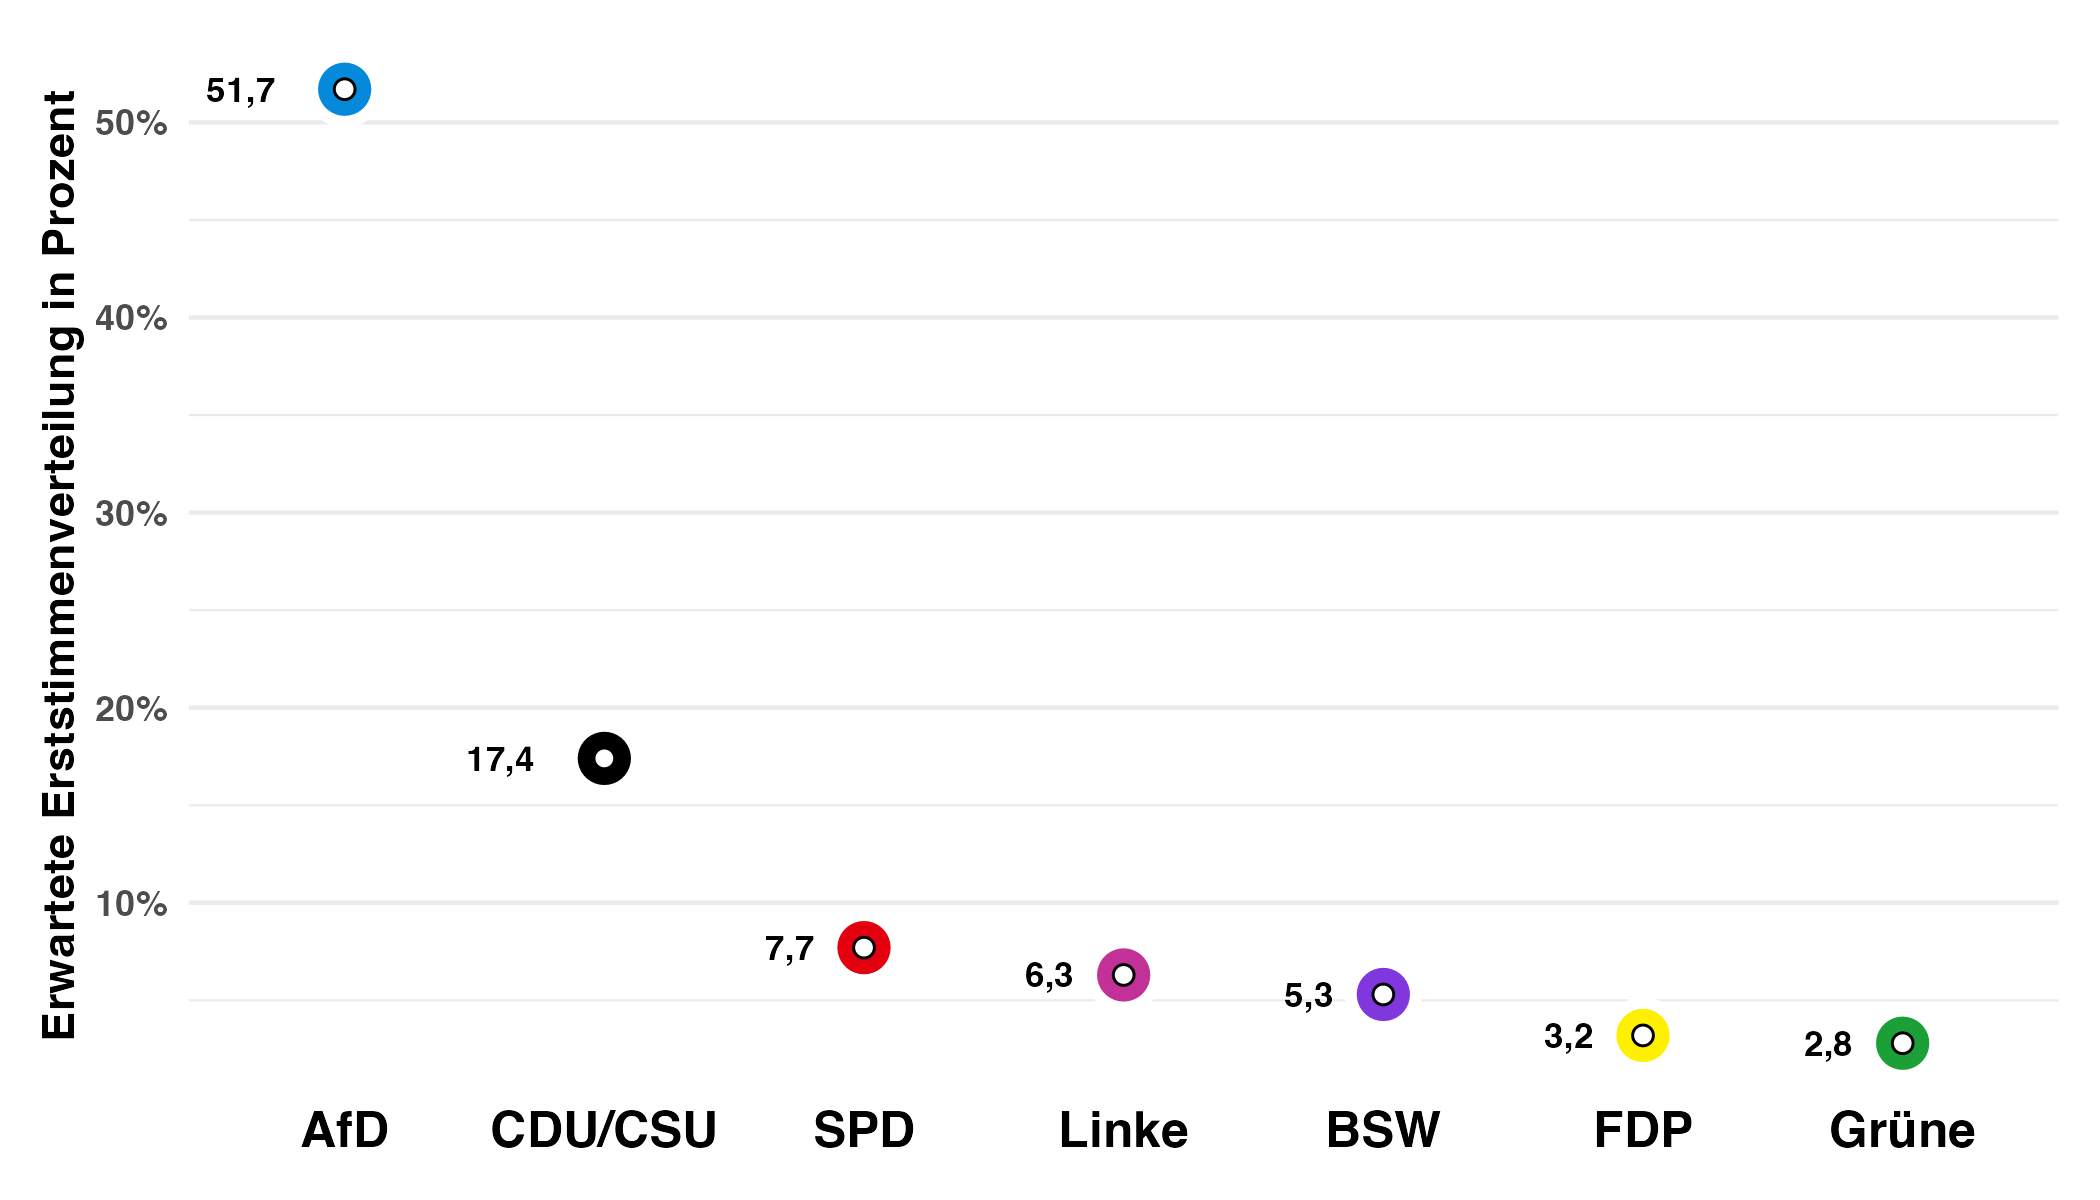 Erwartete Erststimmenverteilung in Prozent
50%
40%
30%
20%
10%
51,7
17,4
7,7
6,3
5,3
3,2
2,8
AfD
CDU/CSU
SPD
Linke
BSW
FDP
Grüne